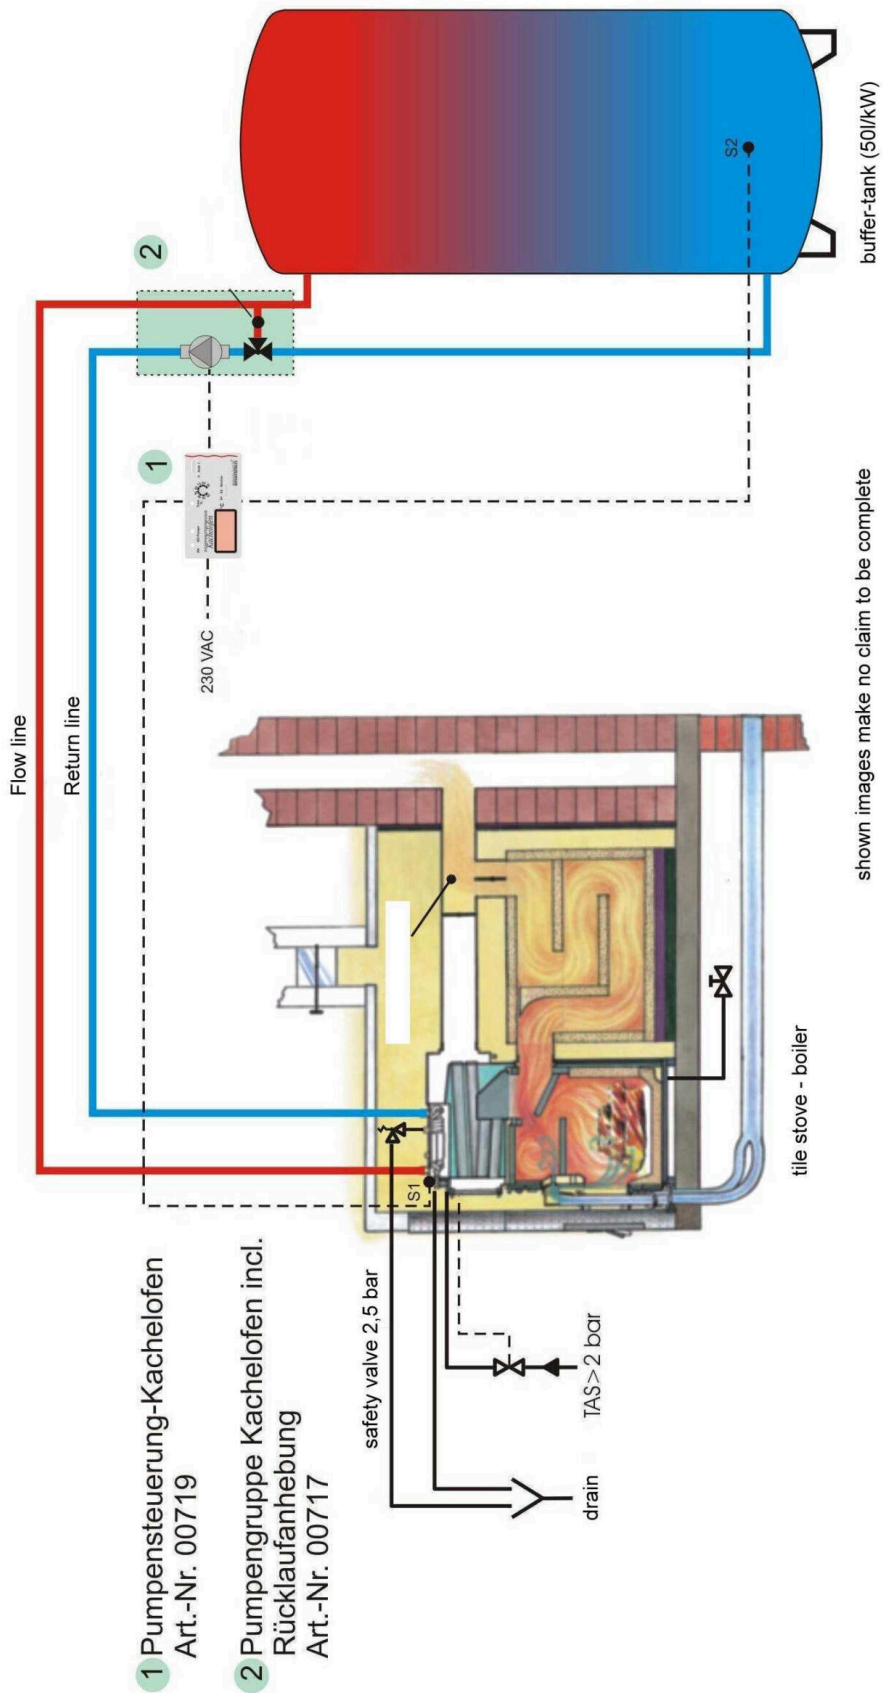 Flow line
Return line
1
2
1 Pumpensteuerung-Kachelofen
Art.-Nr. 00719
2 Pumpengruppe Kachelofen incl.
Rücklaufanhebung
Art.-Nr. 00717
230 VAC
S1
S2
safety valve 2,5 bar
TAS>2 bar
drain
tile stove - boiler
buffer-tank (50l/kW)
shown images make no claim to be complete
Kachelofen